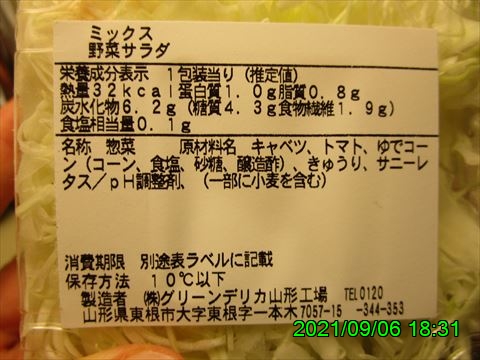 ミックス
野菜サラダ
栄養成分表示 1包装当り(推定値)
熱量32kcal蛋白質1.0g脂質0.8g
炭水化物6.2g(糖質4.3g食物繊維1.9g)
食塩相当量0.1g
名称 惣菜 原材料名 キャベツ、トマト、ゆでコー
ン(コーン、食塩、砂糖、醸造酢)、きゅうり、サニーレ
タス/pH調整剤、(一部に小麦を含む)
消費期限 別途表ラベルに記載
保存方法 10℃以下
製造者 ㈱グリーンデリカ山形工場 TEL0120
山形県東根市大字東根字一本木7057-15 -344-353
2021/09/06 18:31